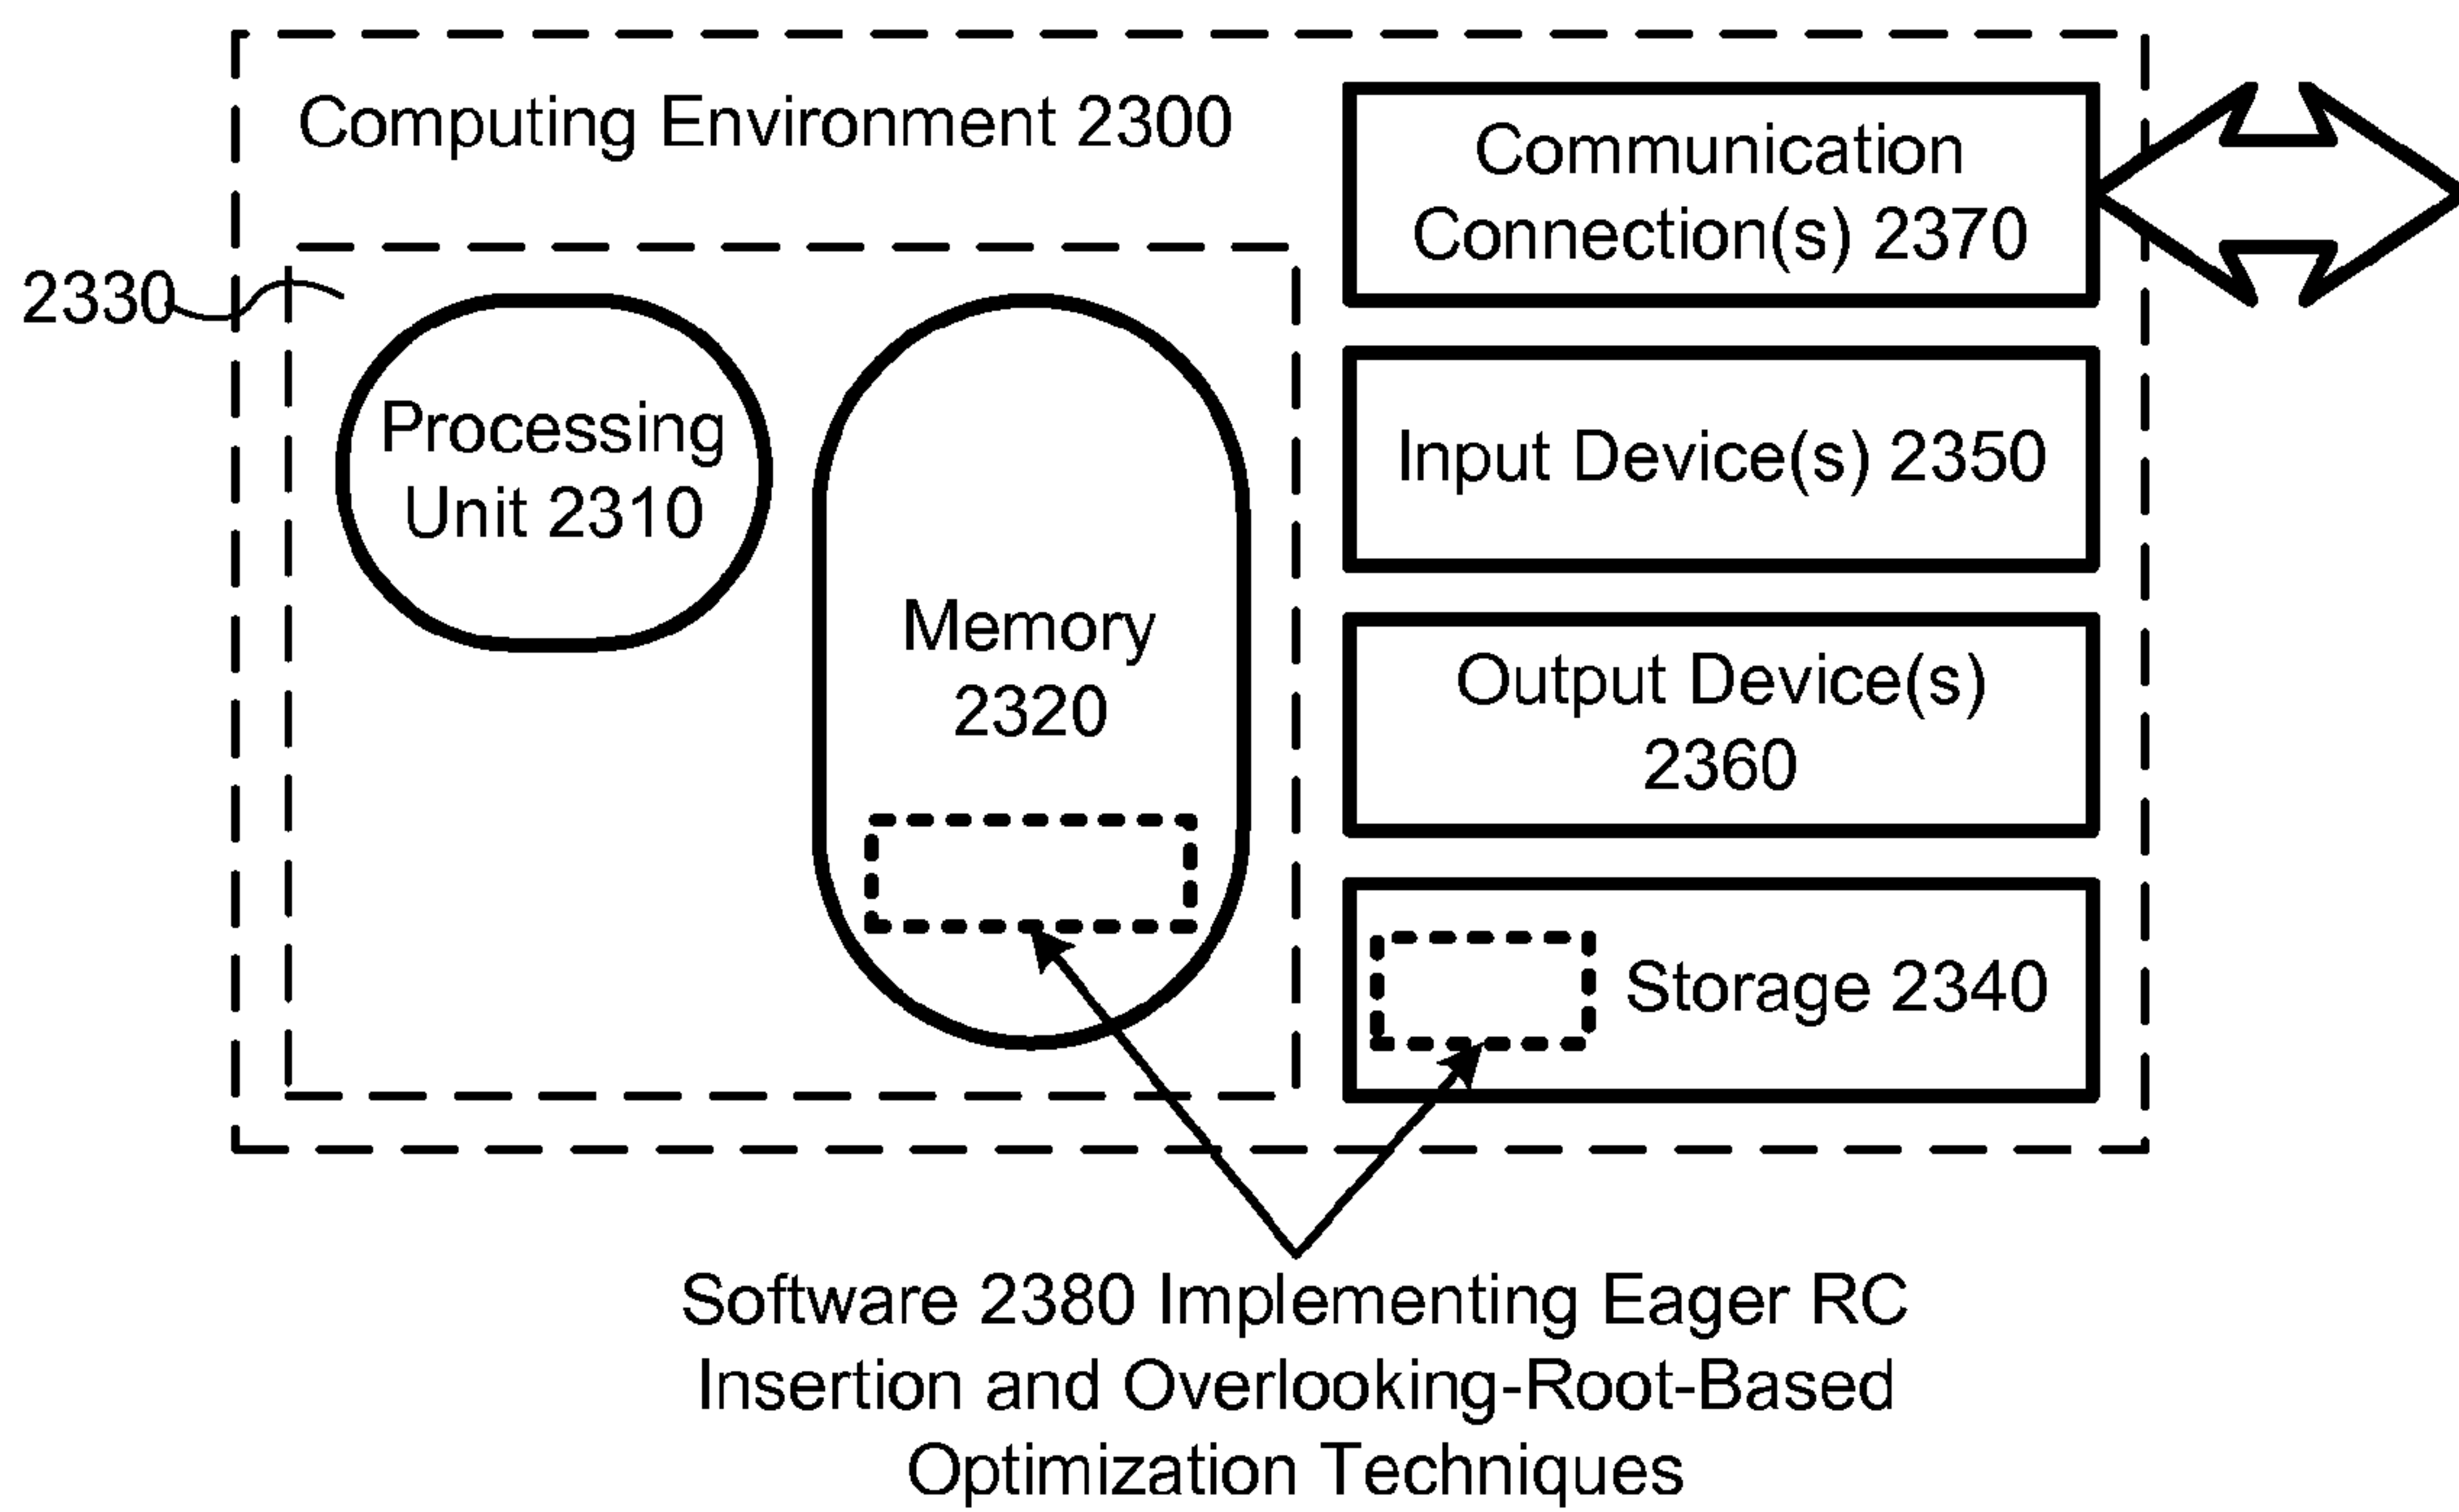 Computing Environment 2300
Communication
Connection(s) 2370
2330
Processing
Unit 2310
Memory
2320
Input Device(s) 2350
Output Device(s)
2360
Storage 2340
Software 2380 Implementing Eager RC
Insertion and Overlooking-Root-Based
Optimization Techniques